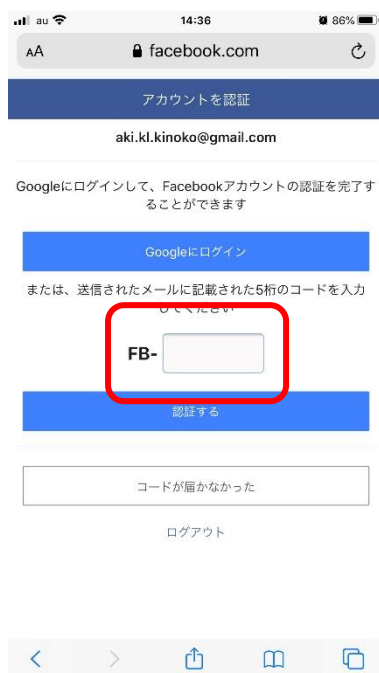 au 14:36 86%
AA facebook.com
アカウントを認証
aki.kl.kinoko@gmail.com
Googleにログインして、Facebookアカウントの認証を完了す
ることができます
Googleにログイン
または、送信されたメールに記載された5桁のコードを入力
してください
FB-
認証する
コードが届かなかった
ログアウト